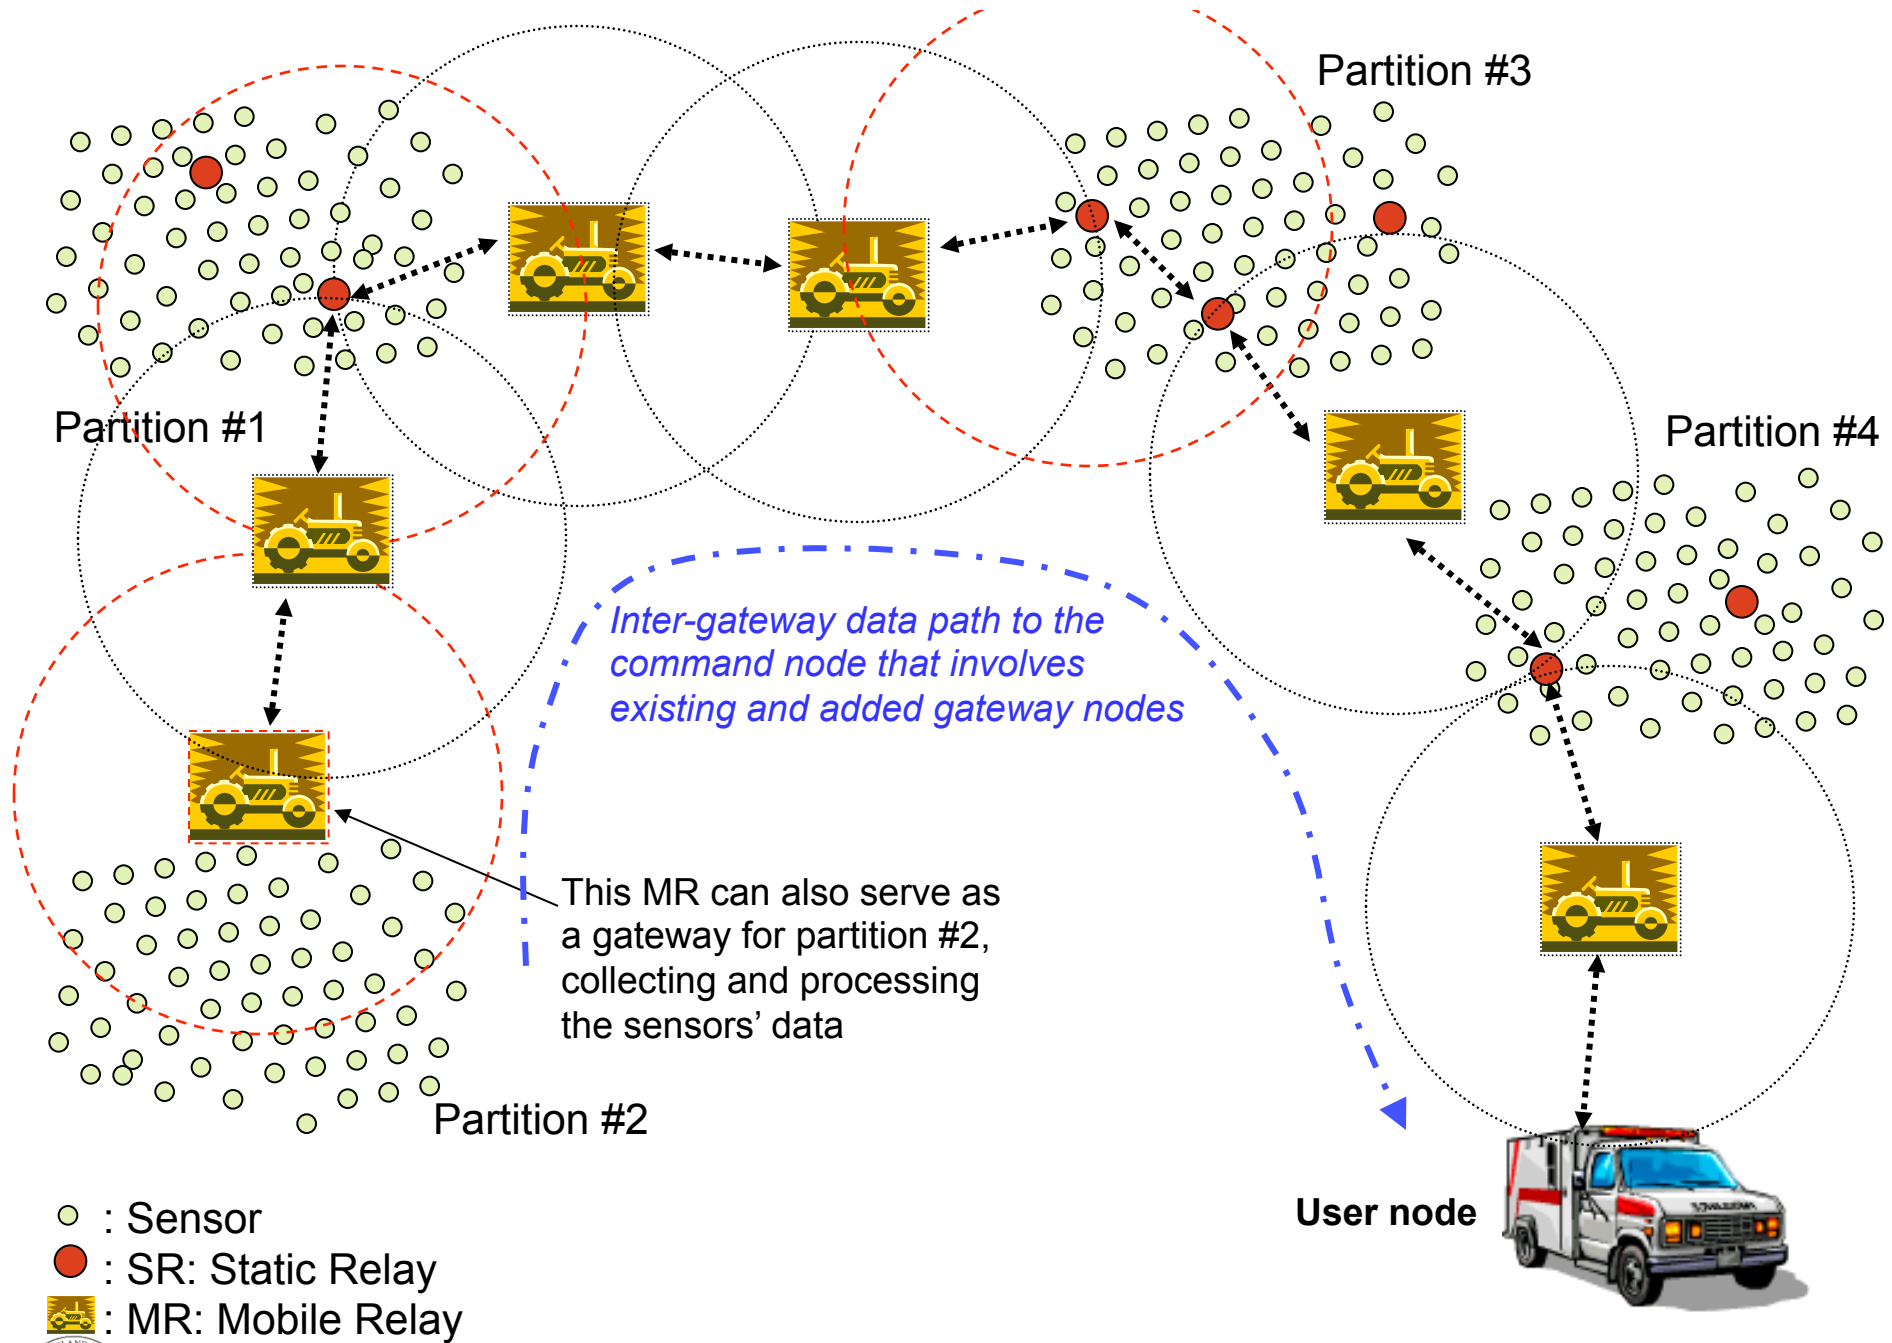 Partition #3
Partition #1
Partition #4
Inter-gateway data path to the
command node that involves
existing and added gateway nodes
This MR can also serve as
a gateway for partition #2,
collecting and processing
the sensors’ data
Partition #2
User node
: Sensor
: SR: Static Relay
: MR: Mobile Relay